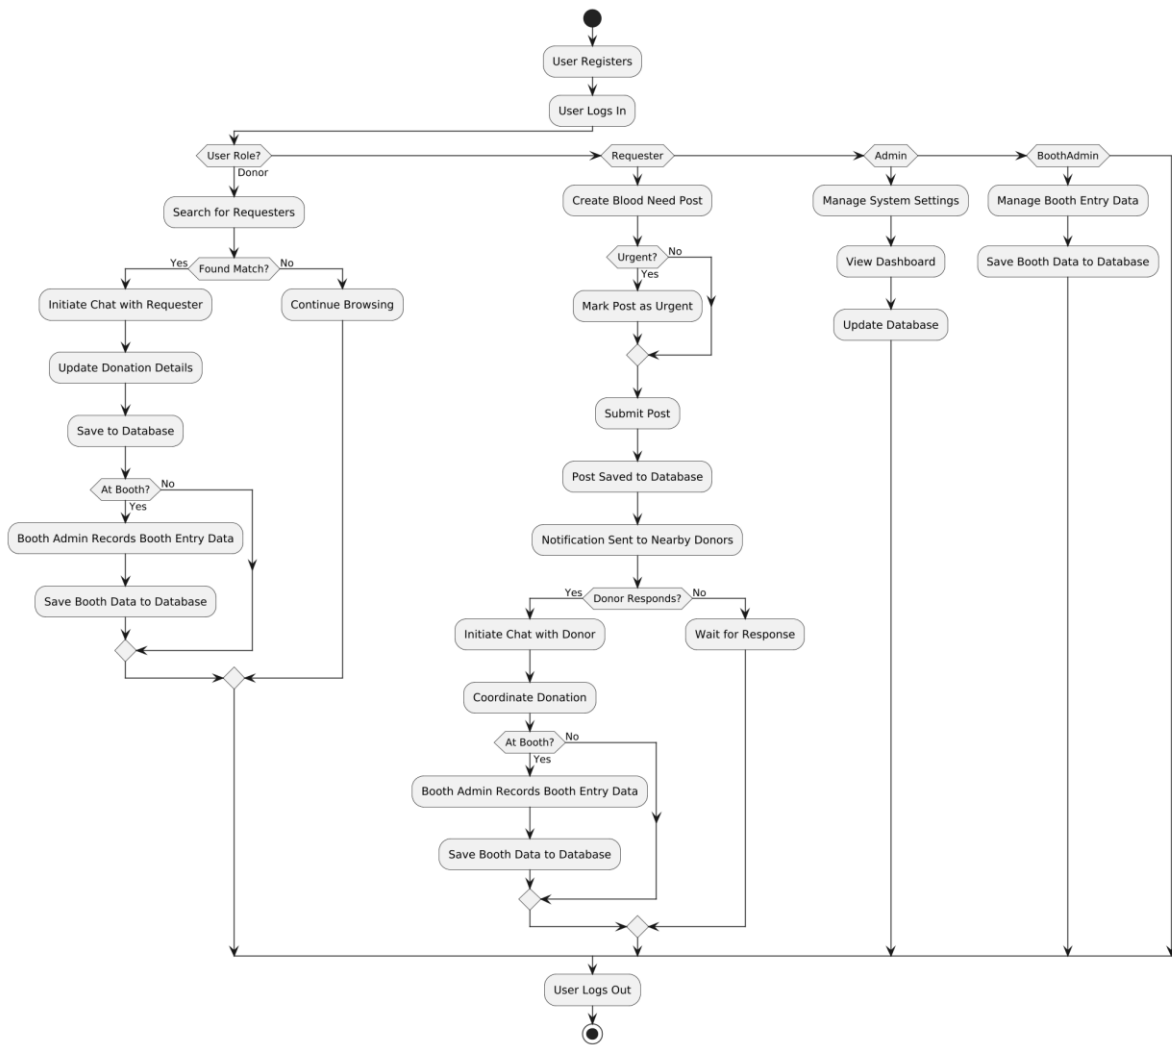 User Registers
User Logs In
User Role?
Donor
Search for Requesters
Found Match?
Yes
No
Initiate Chat with Requester
Continue Browsing
Update Donation Details
Save to Database
At Booth?
No
Yes
Booth Admin Records Booth Entry Data
Save Booth Data to Database
Requester
Create Blood Need Post
Urgent?
No
Yes
Mark Post as Urgent
Submit Post
Post Saved to Database
Notification Sent to Nearby Donors
Donor Responds?
Yes
No
Initiate Chat with Donor
Wait for Response
Coordinate Donation
At Booth?
No
Yes
Booth Admin Records Booth Entry Data
Save Booth Data to Database
Admin
Manage System Settings
View Dashboard
Update Database
BoothAdmin
Manage Booth Entry Data
Save Booth Data to Database
User Logs Out